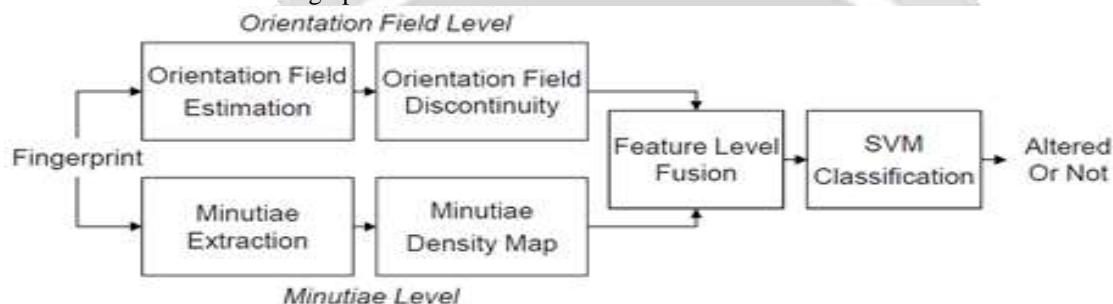 Orientation Field Level
Orientation Field
Estimation
Orientation Field
Discontinuity
Fingerprint
Minutiae
Extraction
Minutiae
Density Map
Minutiae Level
Feature Level
Fusion
SVM
Classification
Altered
Or Not